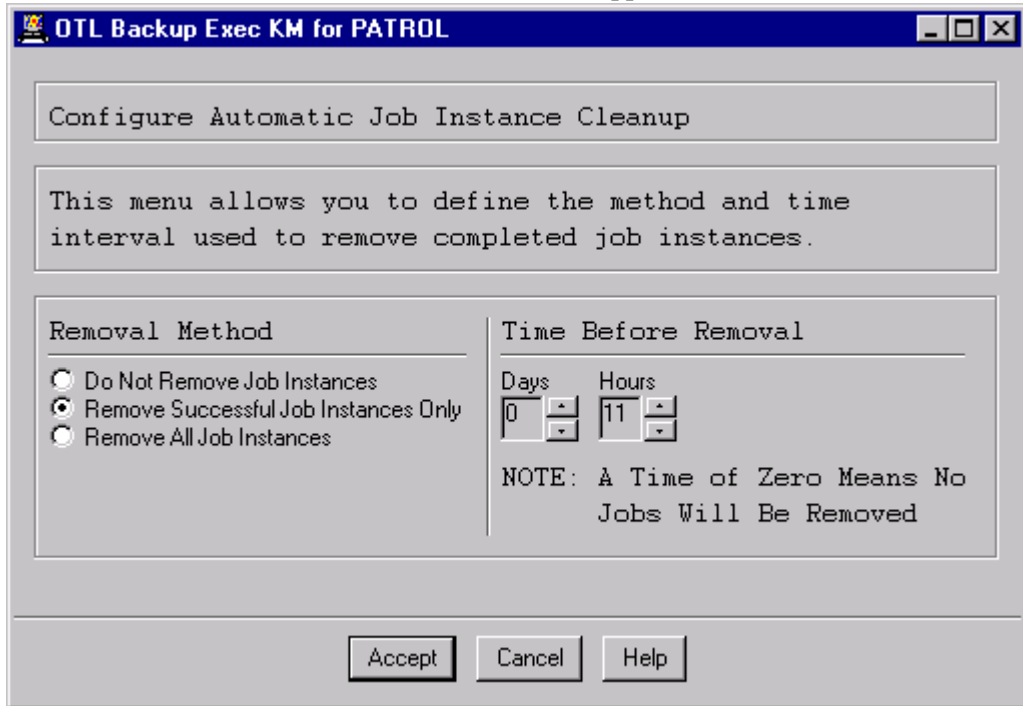 OTL Backup Exec KM for PATROL
Configure Automatic Job Instance Cleanup
This menu allows you to define the method and time
interval used to remove completed job instances.
Removal Method
Do Not Remove Job Instances
Remove Successful Job Instances Only
Remove All Job Instances
Time Before Removal
Days Hours
0 11
NOTE: A Time of Zero Means No
Jobs Will Be Removed
Accept Cancel Help